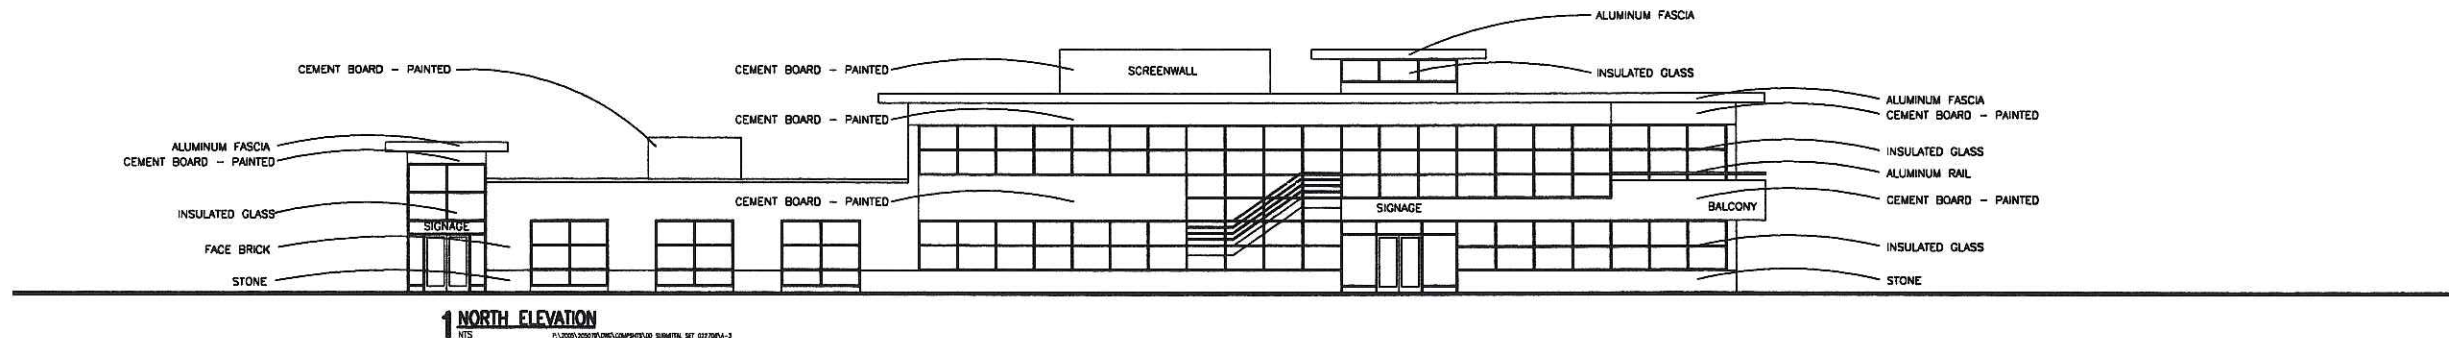 ALUMINUM FASCIA
CEMENT BOARD - PAINTED
CEMENT BOARD - PAINTED
SCREENWALL
INSULATED GLASS
ALUMINUM FASCIA
CEMENT BOARD - PAINTED
CEMENT BOARD - PAINTED
ALUMINUM FASCIA
CEMENT BOARD - PAINTED
INSULATED GLASS
ALUMINUM RAIL
CEMENT BOARD - PAINTED
CEMENT BOARD - PAINTED
SIGNAGE
BALCONY
INSULATED GLASS
SIGNAGE
FACE BRICK
INSULATED GLASS
STONE
STONE
1 NORTH ELEVATION
NTS